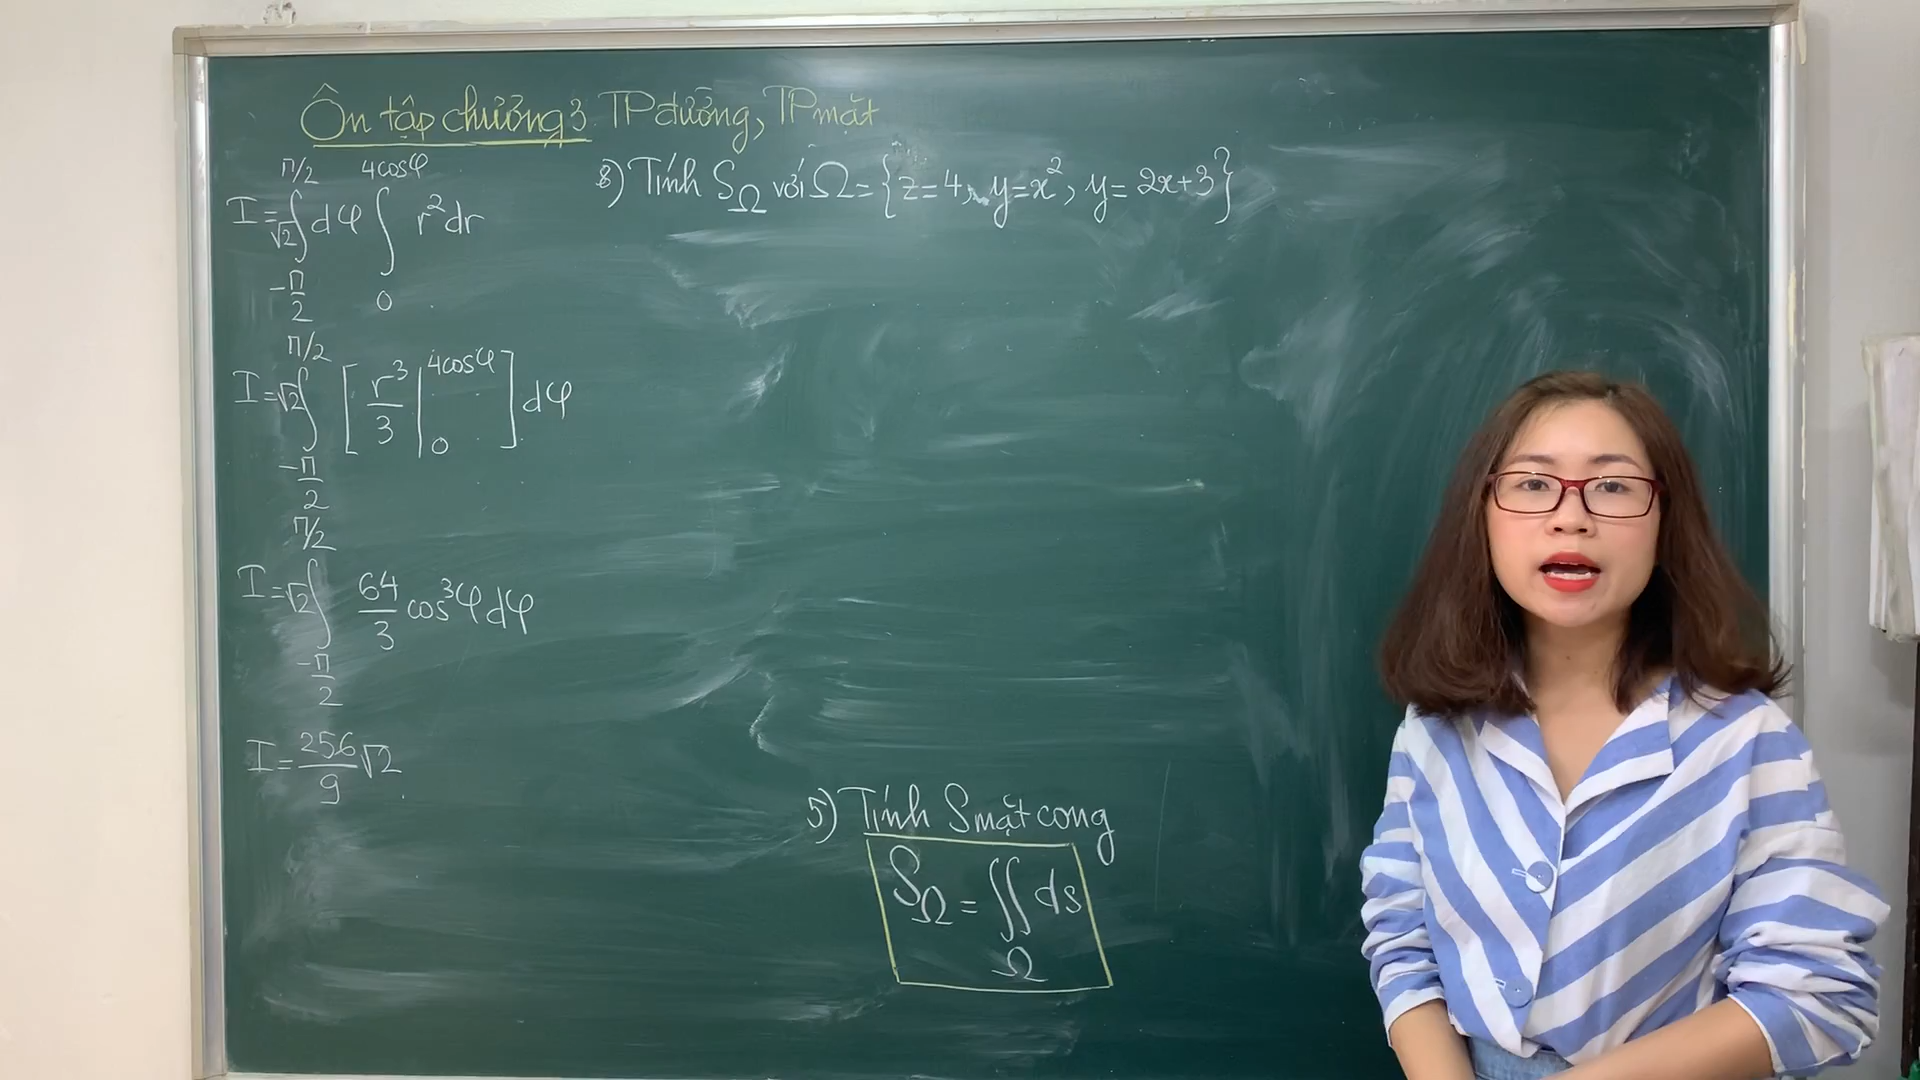 Ôn tập chương 3 TP đường, TP mặt
I = √2 ∫_{-π/2}^{π/2} dφ ∫_0^{4cosφ} r² dr
I = √2 ∫_{-π/2}^{π/2} [ r³/3 |_0^{4cosφ} ] dφ
I = √2 ∫_{-π/2}^{π/2} 64/3 cos³φ dφ
I = 256/9 √2
8) Tính S_Ω với Ω = {z = 4, y = x², y = 2x+3}
5) Tính S mặt cong
S_Ω = ∬_Ω ds